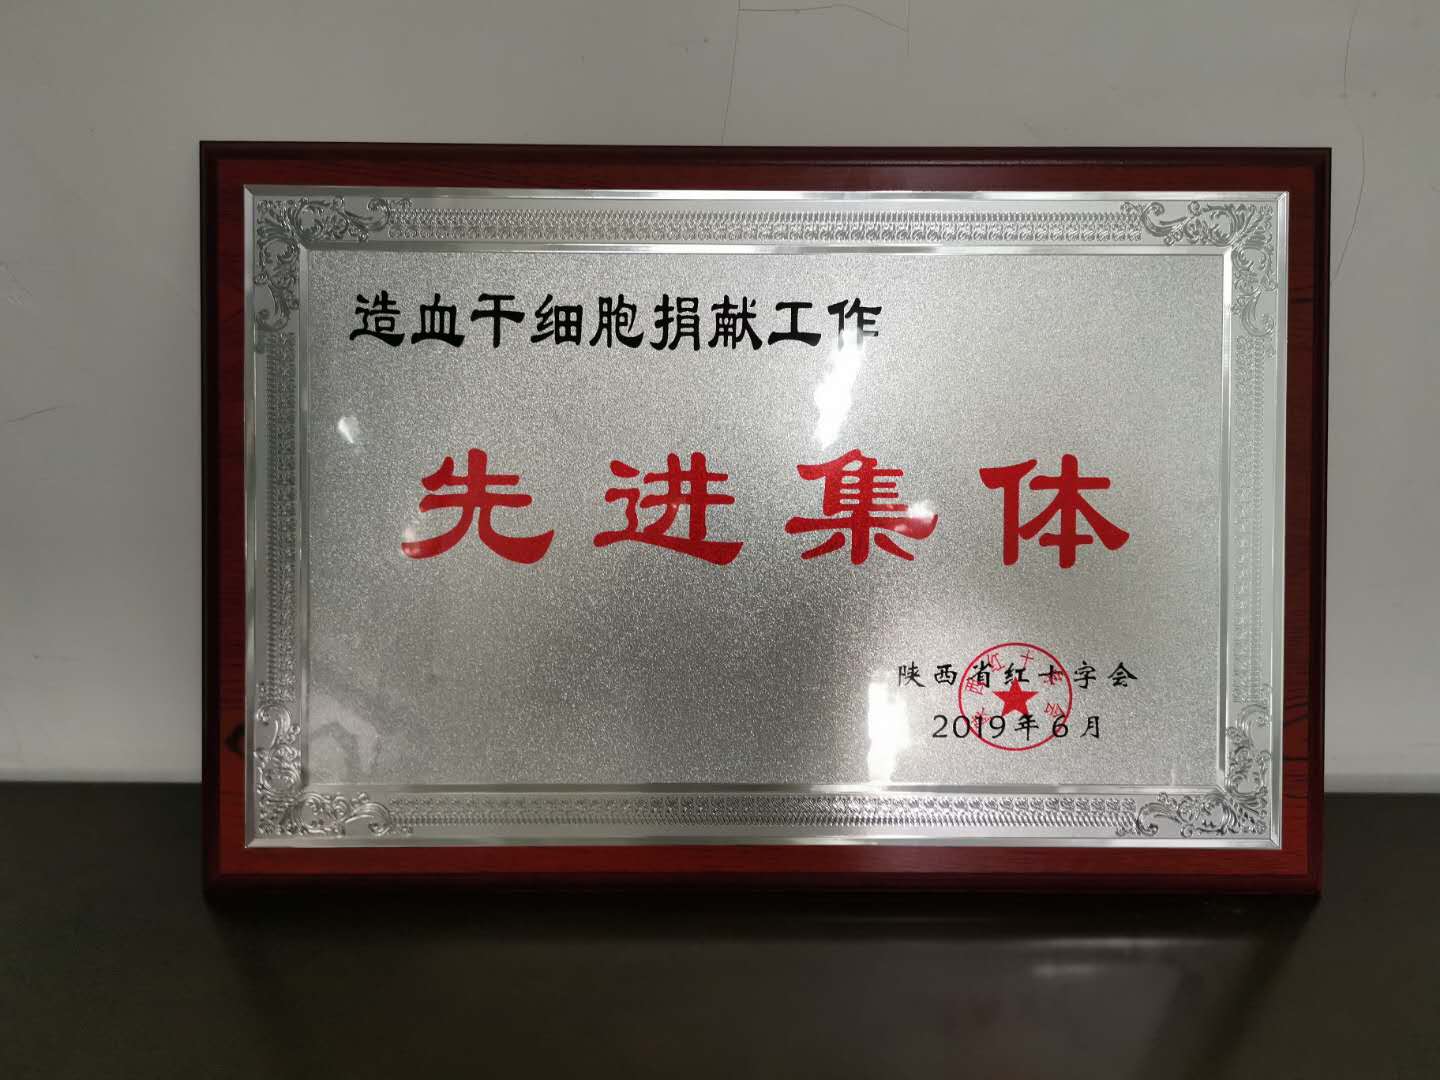 造血干细胞捐献工作
先进集体
陕西省红十字会
2019年6月